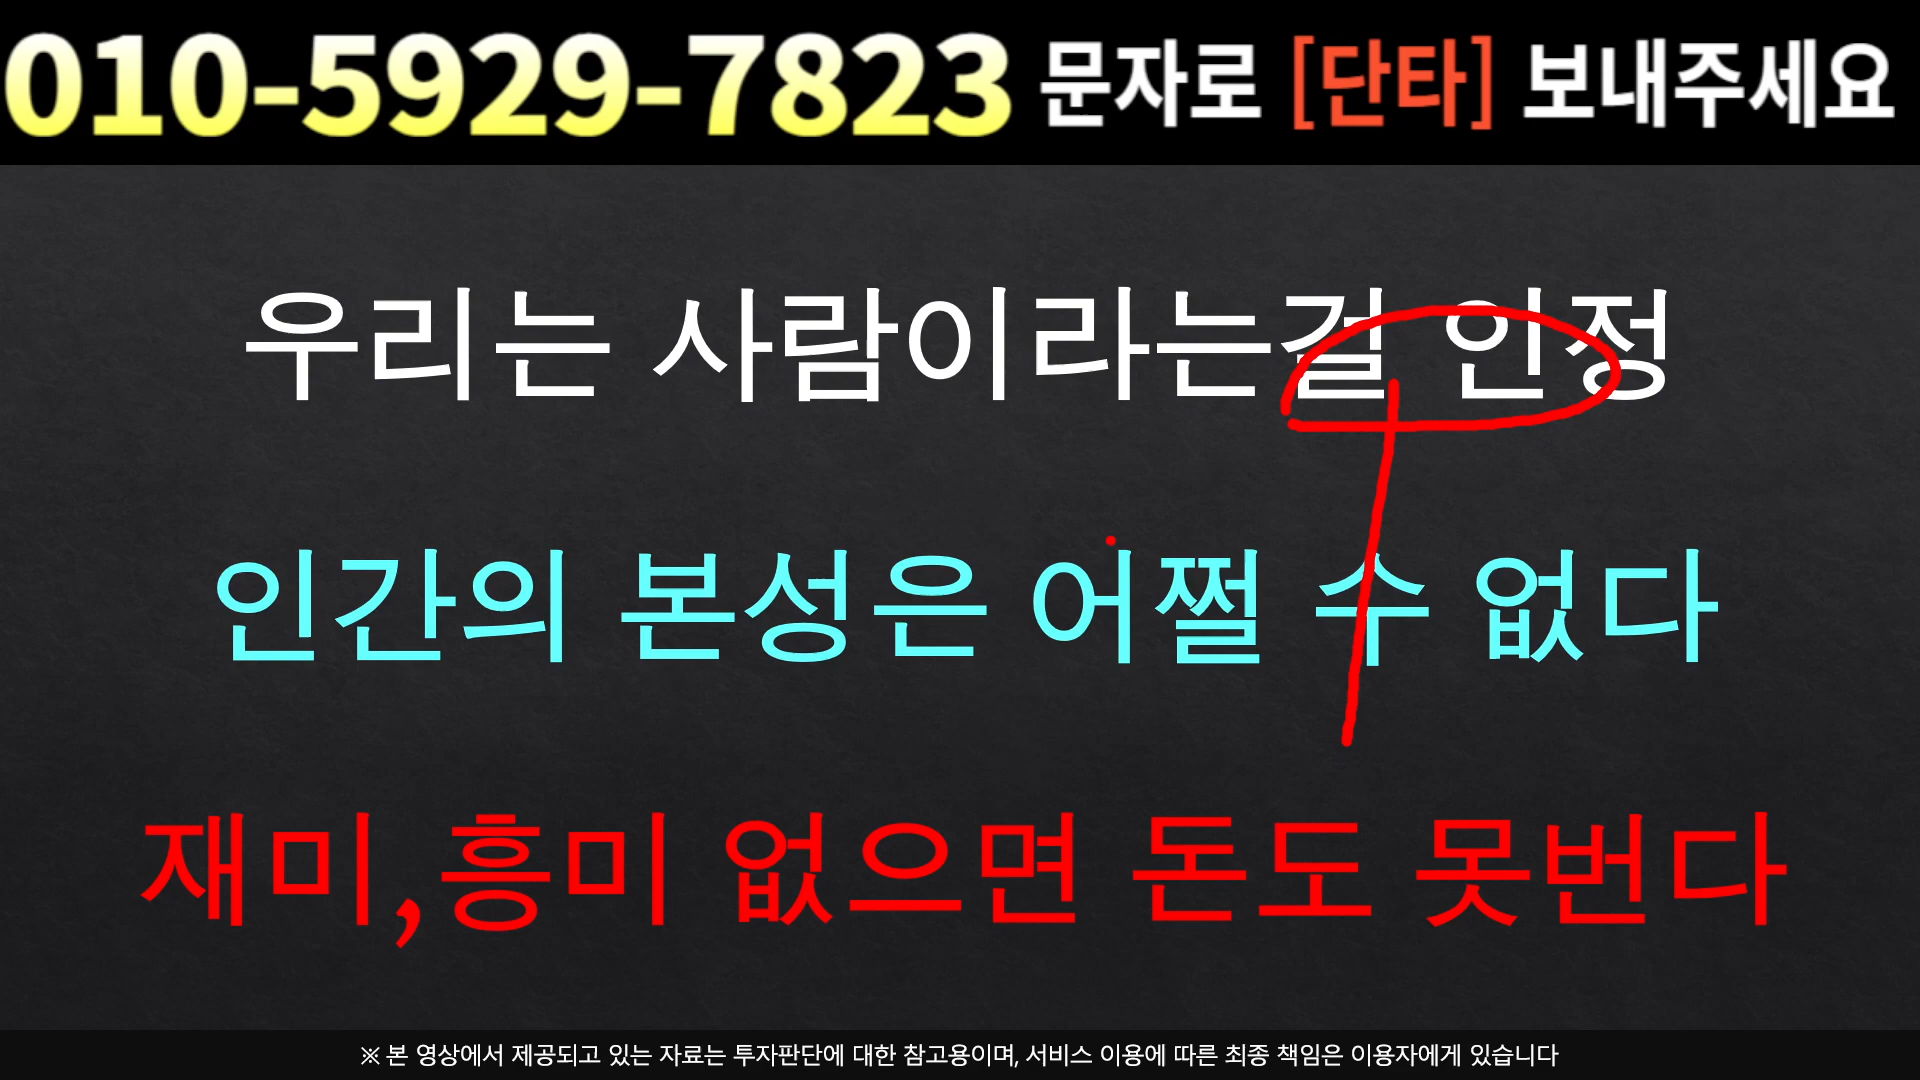 010-5929-7823 문자로 [단타] 보내주세요
우리는 사람이라는걸 인정
인간의 본성은 어쩔 수 없다
재미,흥미 없으면 돈도 못번다
※ 본 영상에서 제공되고 있는 자료는 투자판단에 대한 참고용이며, 서비스 이용에 따른 최종 책임은 이용자에게 있습니다